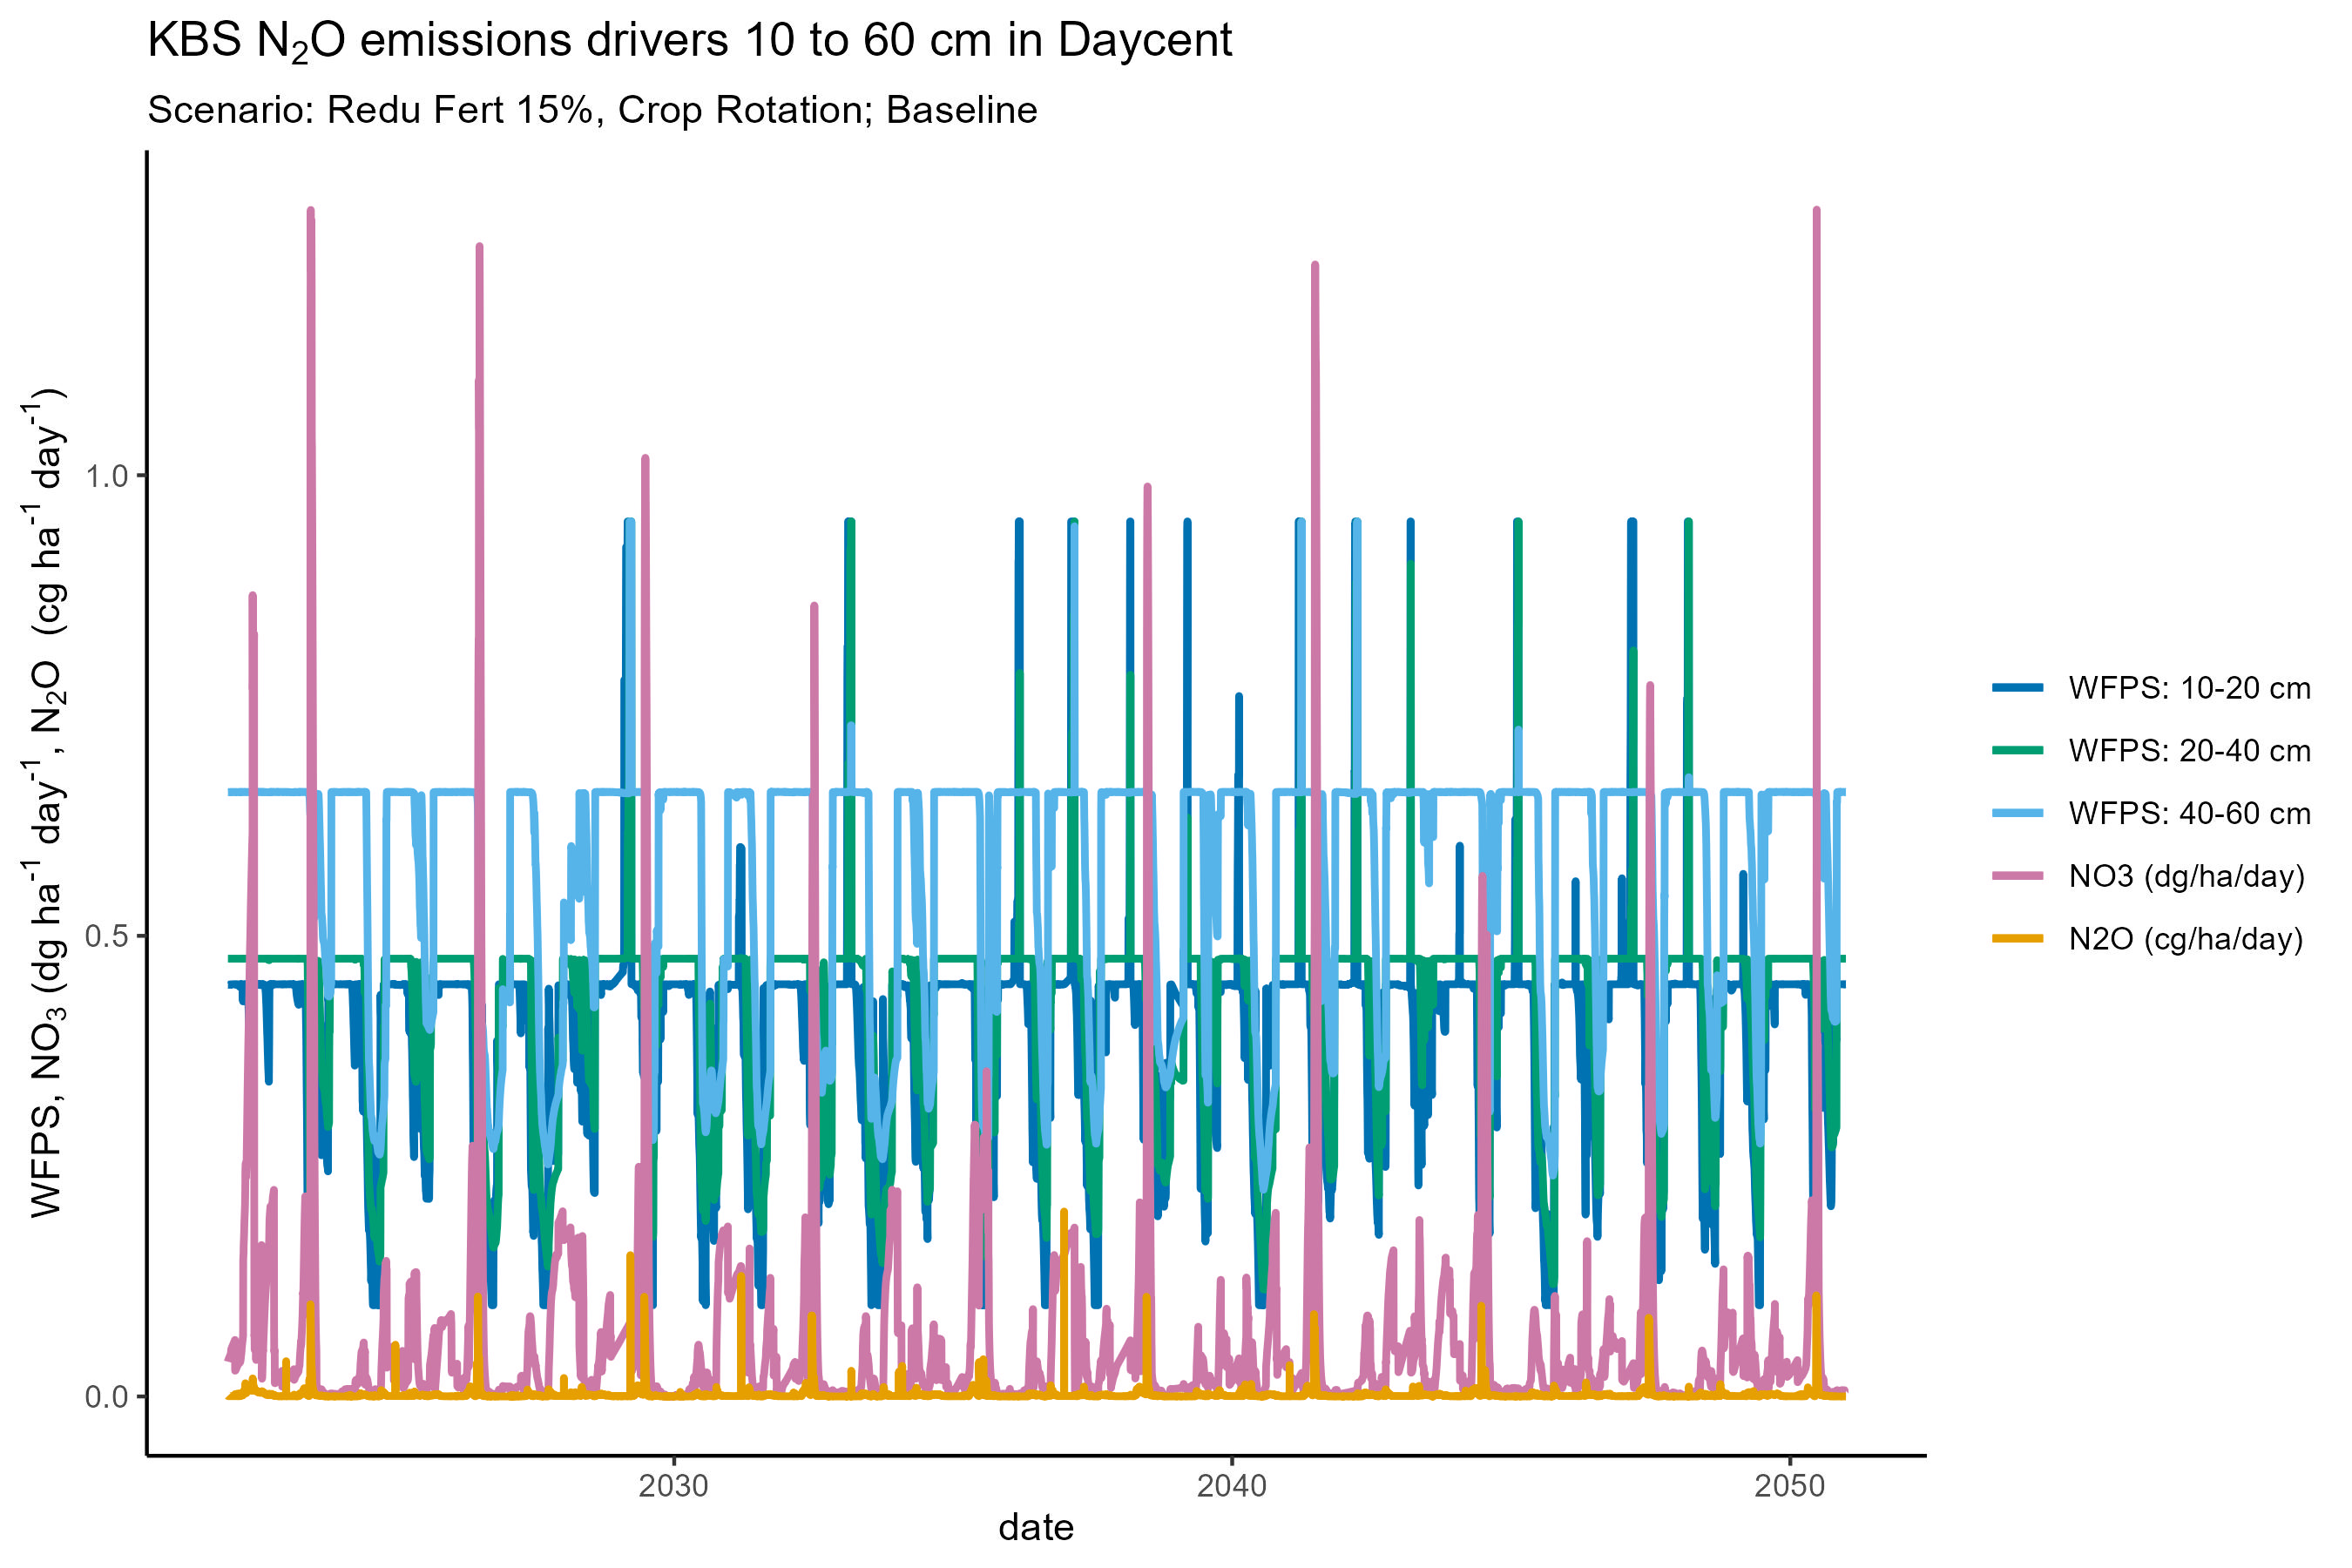 KBS N₂O emissions drivers 10 to 60 cm in Daycent
Scenario: Redu Fert 15%, Crop Rotation; Baseline
WFPS, NO₃ (dg ha⁻¹ day⁻¹, N₂O (cg ha⁻¹ day⁻¹)
1.0
0.5
0.0
2030
2040
2050
date
WFPS: 10-20 cm
WFPS: 20-40 cm
WFPS: 40-60 cm
NO3 (dg/ha/day)
N2O (cg/ha/day)